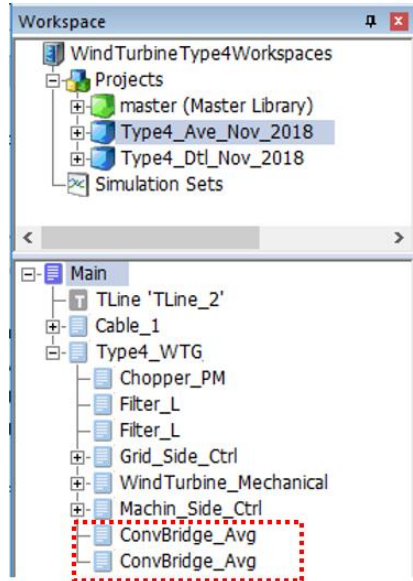 Workspace
WindTurbineType4Workspaces
Projects
master (Master Library)
Type4_Ave_Nov_2018
Type4_Dtl_Nov_2018
Simulation Sets
Main
T TLine 'TLine_2'
Cable_1
Type4_WTG
Chopper_PM
Filter_L
Filter_L
Grid_Side_Ctrl
WindTurbine_Mechanical
Machin_Side_Ctrl
ConvBridge_Avg
ConvBridge_Avg